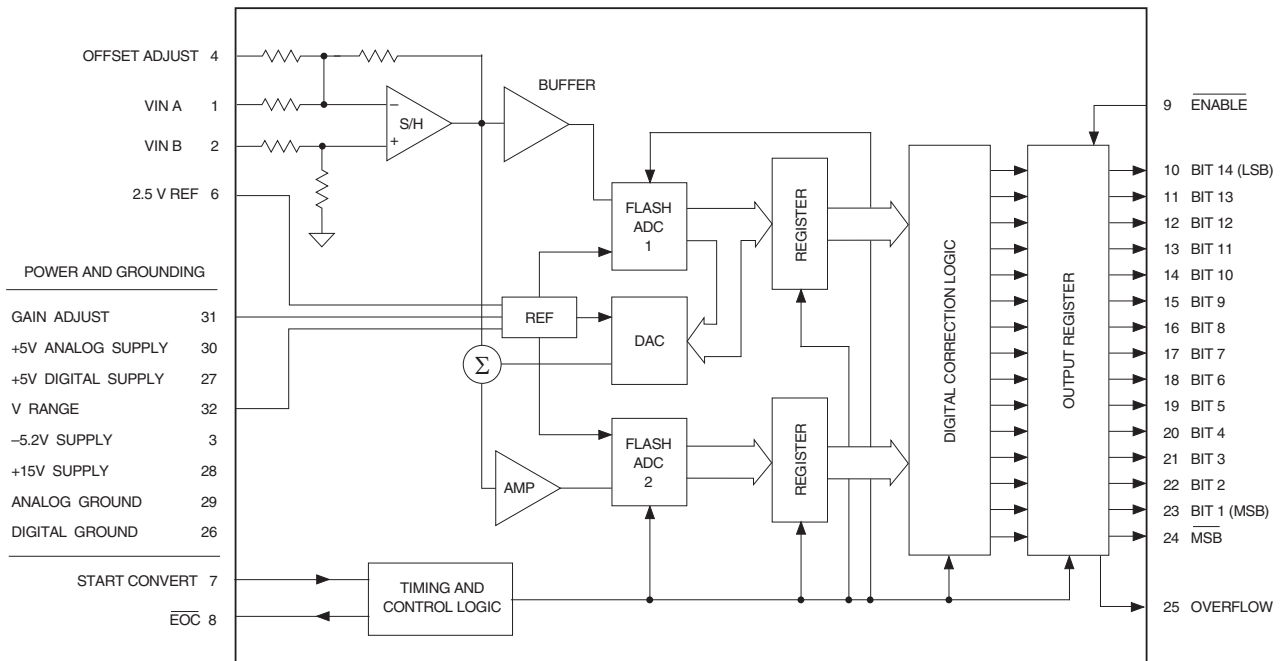 OFFSET ADJUST 4
VIN A 1
VIN B 2
2.5 V REF 6
POWER AND GROUNDING
GAIN ADJUST 31
+5V ANALOG SUPPLY 30
+5V DIGITAL SUPPLY 27
V RANGE 32
–5.2V SUPPLY 3
+15V SUPPLY 28
ANALOG GROUND 29
DIGITAL GROUND 26
START CONVERT 7
EOC 8
S/H
–
+
BUFFER
FLASH
ADC
1
REF
DAC
Σ
AMP
FLASH
ADC
2
TIMING AND
CONTROL LOGIC
REGISTER
REGISTER
DIGITAL CORRECTION LOGIC
OUTPUT REGISTER
9 ENABLE
10 BIT 14 (LSB)
11 BIT 13
12 BIT 12
13 BIT 11
14 BIT 10
15 BIT 9
16 BIT 8
17 BIT 7
18 BIT 6
19 BIT 5
20 BIT 4
21 BIT 3
22 BIT 2
23 BIT 1 (MSB)
24 MSB
25 OVERFLOW